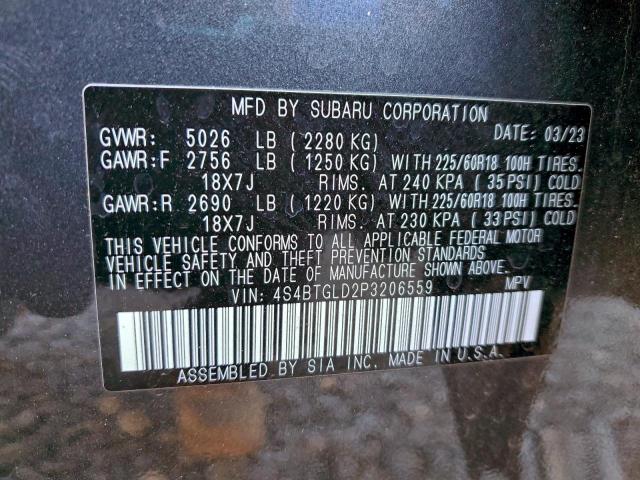 MFD BY SUBARU CORPORATION
DATE: 03/23
GVWR: 5026 LB (2280 KG)
GAWR:F 2756 LB (1250 KG) WITH 225/60R18 100H TIRES.
18X7J RIMS. AT 240 KPA (35 PSI) COLD
GAWR:R 2690 LB (1220 KG) WITH 225/60R18 100H TIRES.
18X7J RIMS. AT 230 KPA (33 PSI) COLD
THIS VEHICLE CONFORMS TO ALL APPLICABLE FEDERAL MOTOR
VEHICLE SAFETY AND THEFT PREVENTION STANDARDS
IN EFFECT ON THE DATE OF MANUFACTURE SHOWN ABOVE.
VIN: 4S4BTGLD2P3206559 MPV
ASSEMBLED BY SIA INC. MADE IN U.S.A.